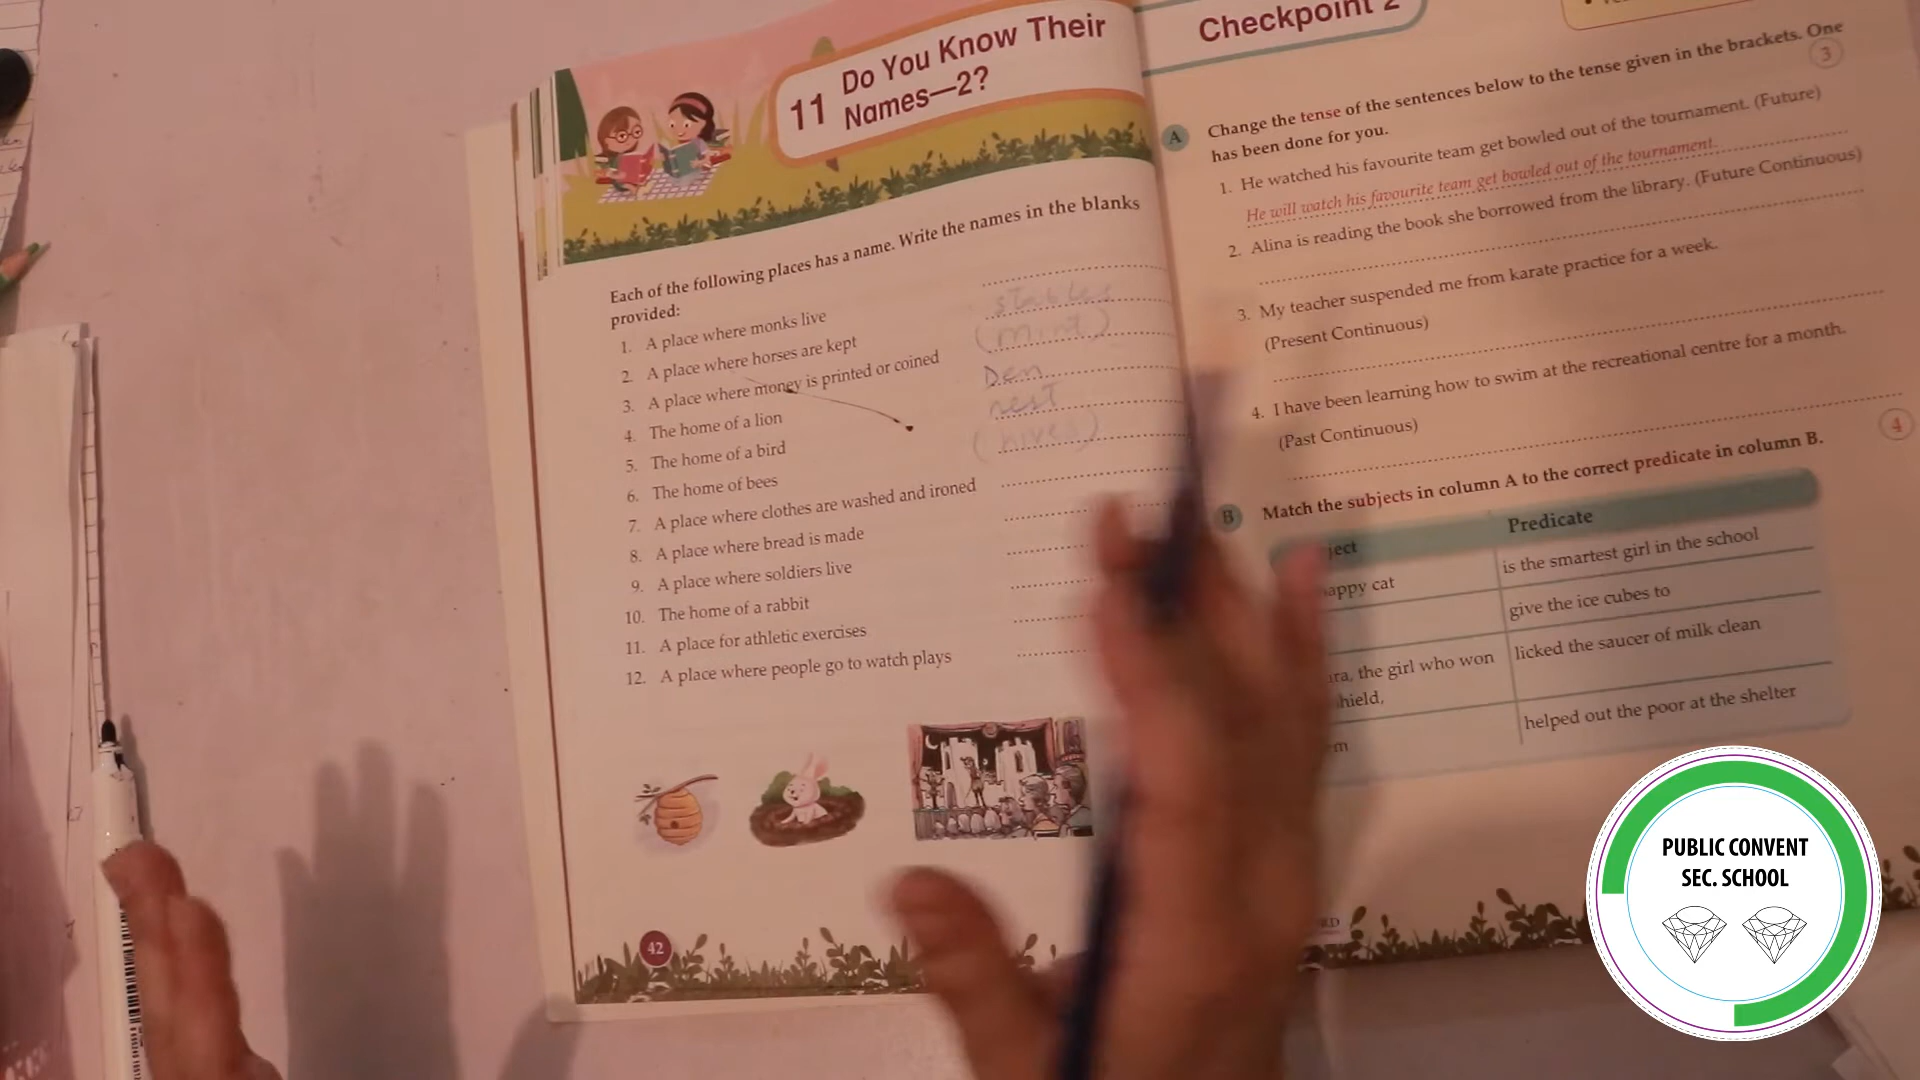 11
Do You Know Their
Names—2?
Each of the following places has a name. Write the names in the blanks
provided:
1. A place where monks live
2. A place where horses are kept
stables
3. A place where money is printed or coined
(mint)
4. The home of a lion
Den
5. The home of a bird
nest
6. The home of bees
(hives)
7. A place where clothes are washed and ironed
8. A place where bread is made
9. A place where soldiers live
10. The home of a rabbit
11. A place for athletic exercises
12. A place where people go to watch plays
42
Checkpoint 2
A Change the tense of the sentences below to the tense given in the brackets. One
has been done for you.
3
1. He watched his favourite team get bowled out of the tournament. (Future)
He will watch his favourite team get bowled out of the tournament.
2. Alina is reading the book she borrowed from the library. (Future Continuous)
3. My teacher suspended me from karate practice for a week.
(Present Continuous)
4. I have been learning how to swim at the recreational centre for a month.
(Past Continuous)
B Match the subjects in column A to the correct predicate in column B.
4
ject Predicate
appy cat
is the smartest girl in the school
give the ice cubes to
ra, the girl who won
hield,
licked the saucer of milk clean
em
helped out the poor at the shelter
PUBLIC CONVENT
SEC. SCHOOL